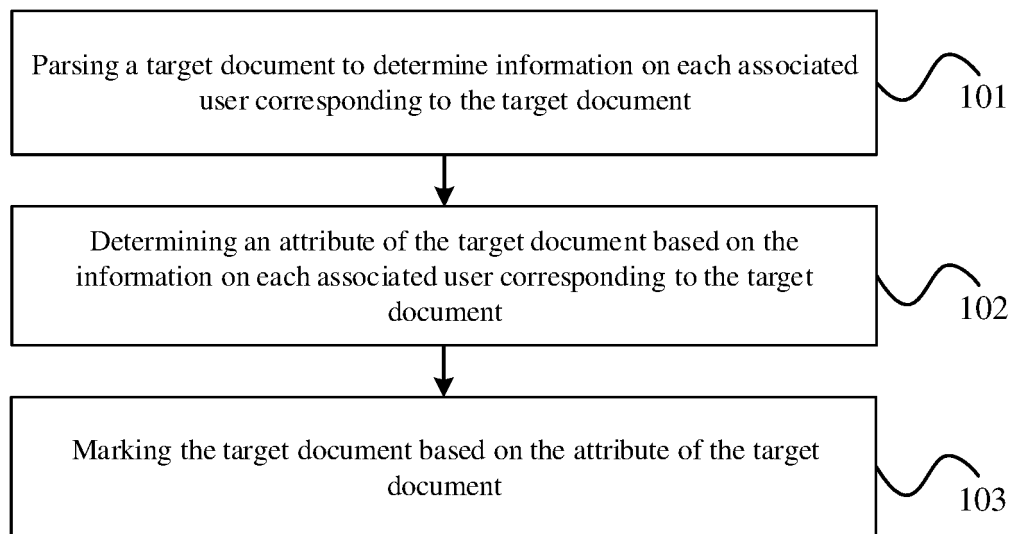 Parsing a target document to determine information on each associated
user corresponding to the target document
101
Determining an attribute of the target document based on the
information on each associated user corresponding to the target
document
102
Marking the target document based on the attribute of the target
document
103